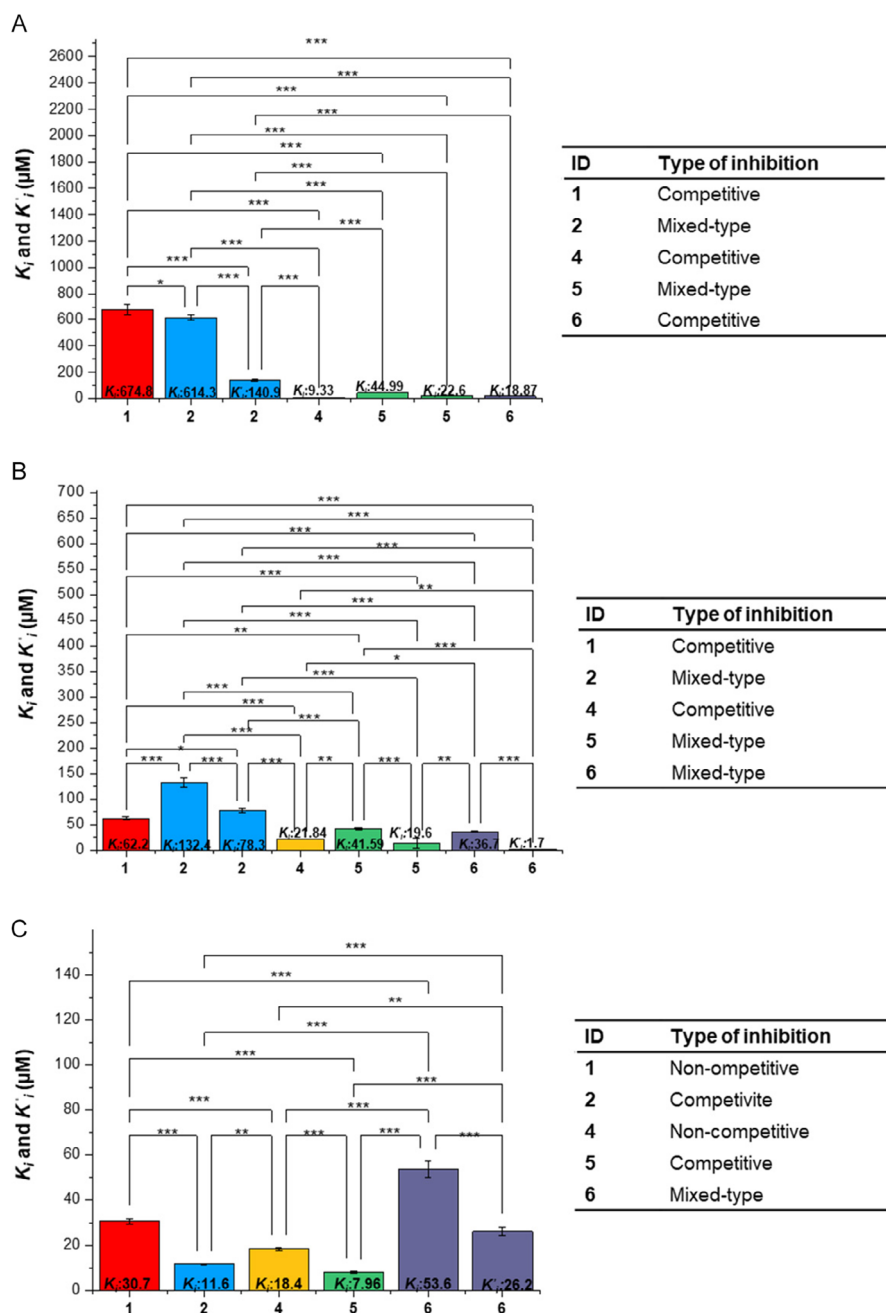 A
Ki and K'i (µM)
2600
2400
2200
2000
1800
1600
1400
1200
1000
800
600
400
200
0
***
***
***
***
***
***
***
***
***
***
***
***
* *** ***
Ki:674.8 Ki:614.3 K'i:140.9 Ki:9.33 Ki:44.99 K'i:22.6 Ki:18.87
1 2 2 4 5 5 6
ID Type of inhibition
1 Competitive
2 Mixed-type
4 Competitive
5 Mixed-type
6 Competitive
B
Ki and K'i (µM)
700
650
600
550
500
450
400
350
300
250
200
150
100
50
0
***
***
***
***
***
***
**
***
***
**
***
*
***
***
***
***
***
*
*** *** *** ** *** ** ***
Ki:62.2 Ki:132.4 K'i:78.3 Ki:21.84 Ki:41.59 K'i:19.6 Ki:36.7 K'i:1.7
1 2 2 4 5 5 6 6
ID Type of inhibition
1 Competitive
2 Mixed-type
4 Competitive
5 Mixed-type
6 Mixed-type
C
Ki and K'i (µM)
140
120
100
80
60
40
20
0
***
***
**
***
***
***
*** ***
*** ** *** *** ***
Ki:30.7 Ki:11.6 Ki:18.4 Ki:7.96 Ki:53.6 K'i:26.2
1 2 4 5 6 6
ID Type of inhibition
1 Non-ompetitive
2 Competivite
4 Non-competitive
5 Competitive
6 Mixed-type